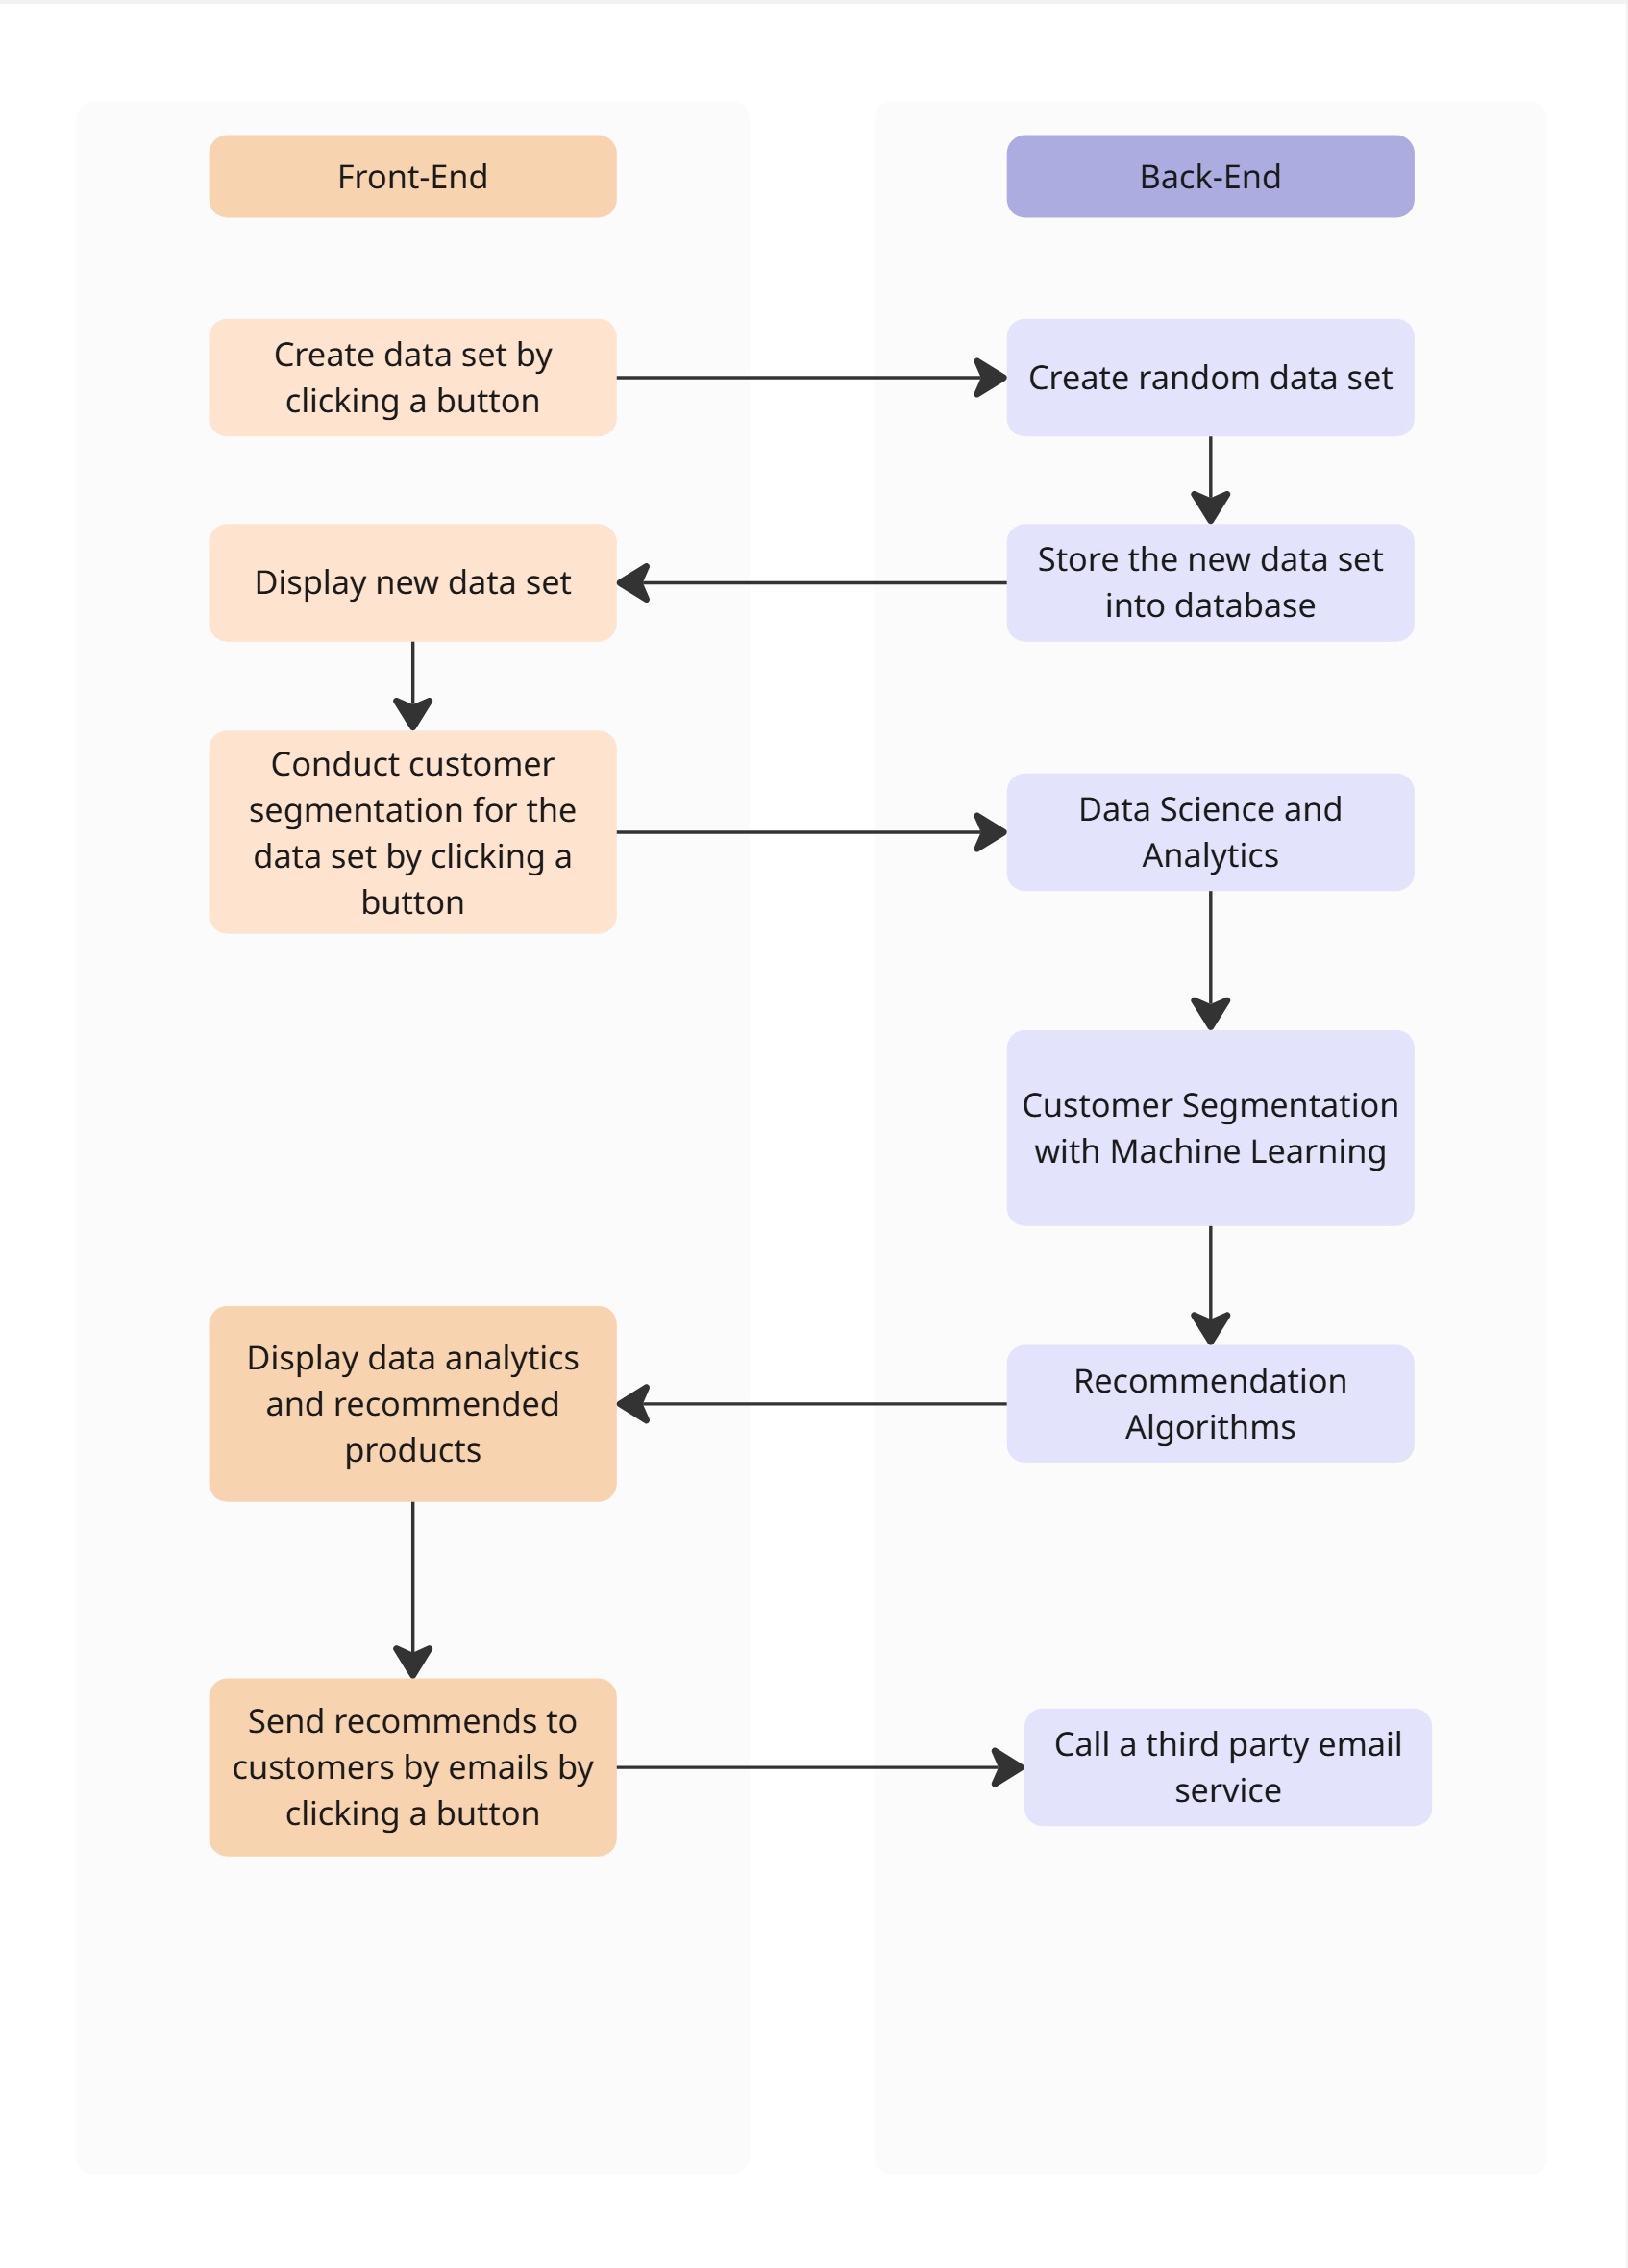 Front-End
Back-End
Create data set by
clicking a button
Create random data set
Display new data set
Store the new data set
into database
Conduct customer
segmentation for the
data set by clicking a
button
Data Science and
Analytics
Customer Segmentation
with Machine Learning
Display data analytics
and recommended
products
Recommendation
Algorithms
Send recommends to
customers by emails by
clicking a button
Call a third party email
service